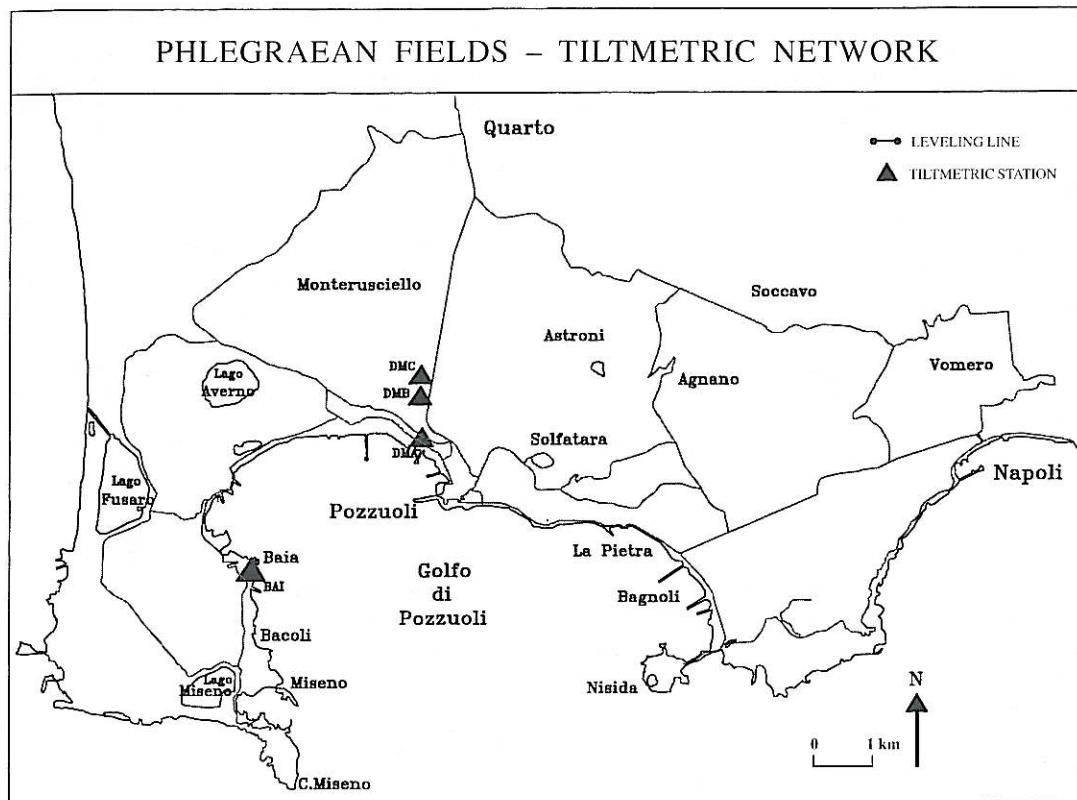 PHLEGRAEAN FIELDS – TILTMETRIC NETWORK
Quarto
LEVELING LINE
TILTMETRIC STATION
Monterusciello
Soccavo
Astroni
DMC
Lago
Averno
Agnano
Vomero
DMB
Solfatara
DMA
Lago
Fusaro
Napoli
Pozzuoli
La Pietra
Baia
Golfo
di
Pozzuoli
BAI
Bagnoli
Bacoli
Lago
Miseno
Miseno
Nisida
N
0 1 km
C.Miseno